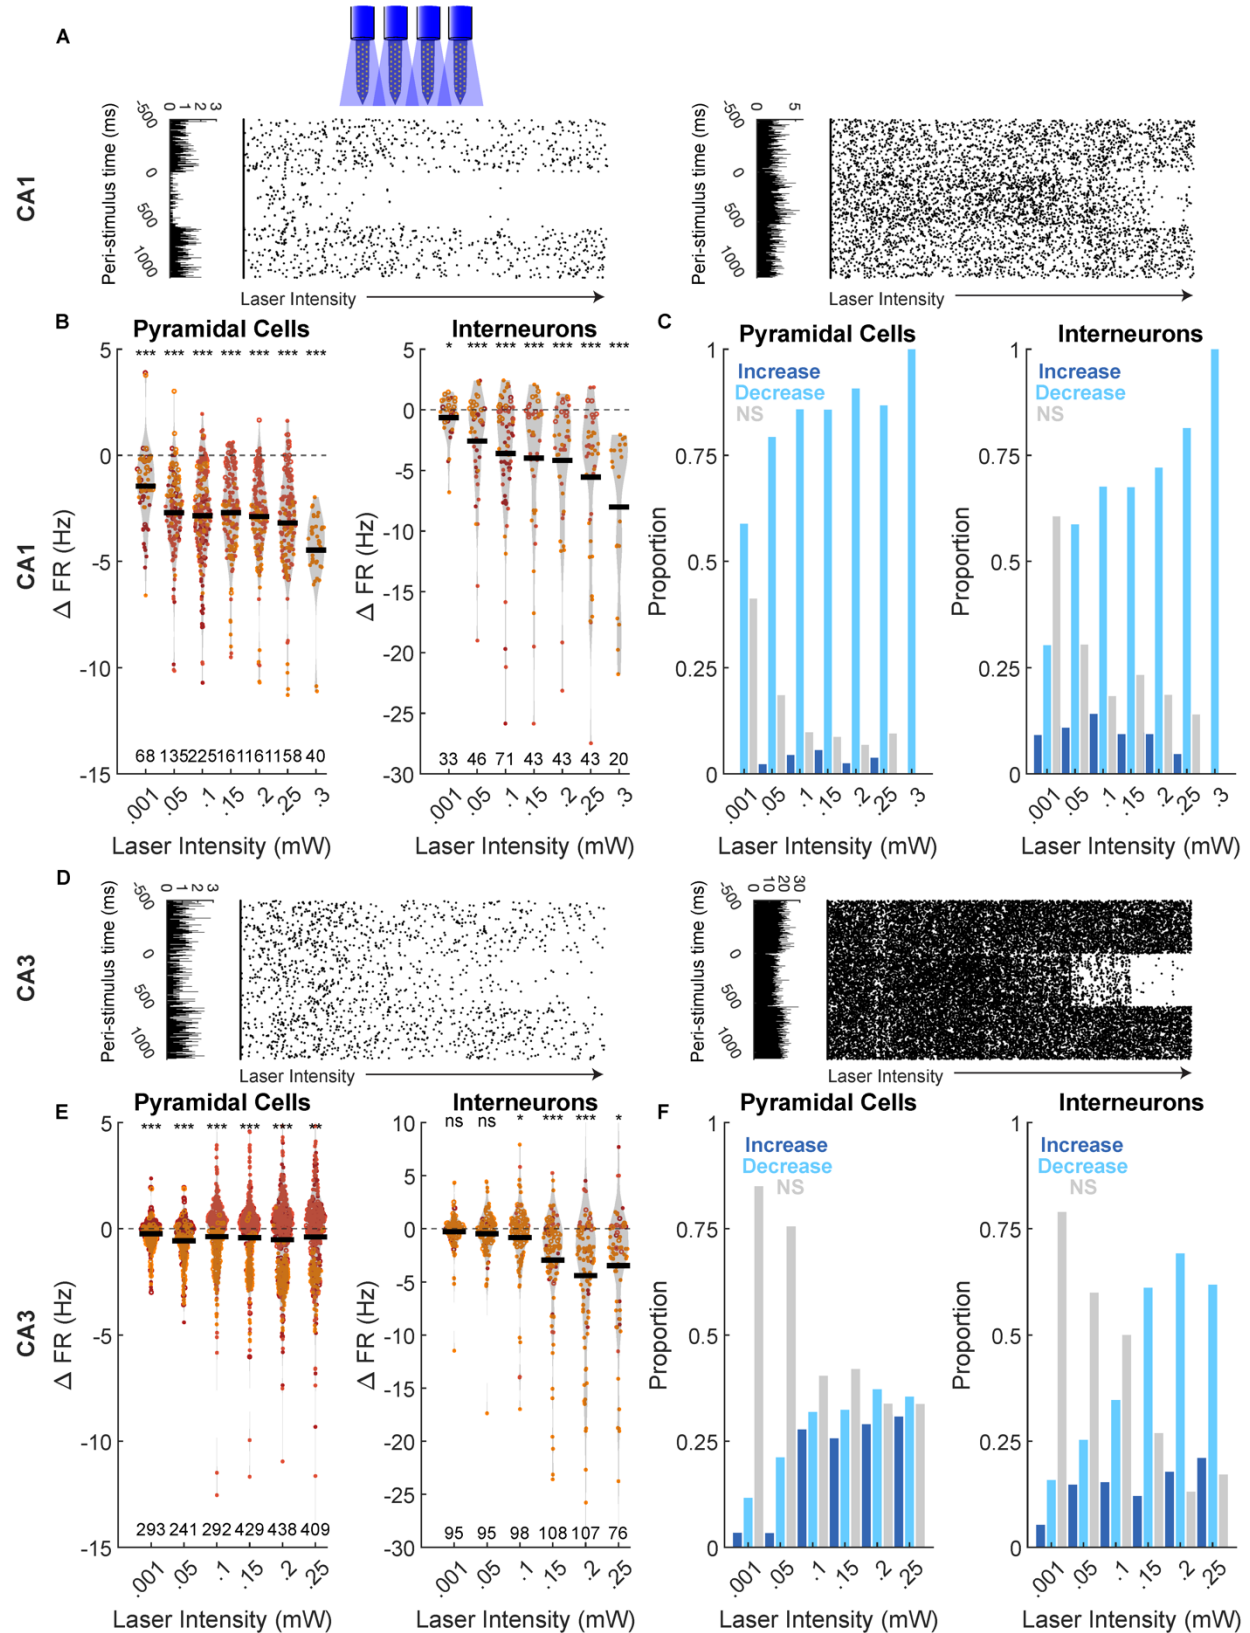 A
CA1
Peri-stimulus time (ms)
-500
0
500
1000
0 1 2 3
Laser Intensity
Peri-stimulus time (ms)
-500
0
500
1000
0 5
Laser Intensity
B
Pyramidal Cells
*** *** *** *** *** *** ***
CA1
Δ FR (Hz)
5
0
-5
-10
-15
68 135 225 161 161 158 40
.001 .05 .1 .15 .2 .25 .3
Laser Intensity (mW)
Interneurons
* *** *** *** *** *** ***
Δ FR (Hz)
5
0
-5
-10
-15
-20
-25
-30
33 46 71 43 43 43 20
.001 .05 .1 .15 .2 .25 .3
Laser Intensity (mW)
C
Pyramidal Cells
Increase
Decrease
NS
Proportion
1
0.75
0.5
0.25
0
.001 .05 .1 .15 .2 .25 .3
Laser Intensity (mW)
Interneurons
Increase
Decrease
NS
Proportion
1
0.75
0.5
0.25
0
.001 .05 .1 .15 .2 .25 .3
Laser Intensity (mW)
D
CA3
Peri-stimulus time (ms)
-500
0
500
1000
0 1 2 3
Laser Intensity
Peri-stimulus time (ms)
-500
0
500
1000
0 10 20 30
Laser Intensity
E
Pyramidal Cells
*** *** *** *** *** **
CA3
Δ FR (Hz)
5
0
-5
-10
-15
293 241 292 429 438 409
.001 .05 .1 .15 .2 .25
Laser Intensity (mW)
Interneurons
ns ns * *** *** *
Δ FR (Hz)
10
5
0
-5
-10
-15
-20
-25
-30
95 95 98 108 107 76
.001 .05 .1 .15 .2 .25
Laser Intensity (mW)
F
Pyramidal Cells
Increase
Decrease
NS
Proportion
1
0.75
0.5
0.25
0
.001 .05 .1 .15 .2 .25
Laser Intensity (mW)
Interneurons
Increase
Decrease
NS
Proportion
1
0.75
0.5
0.25
0
.001 .05 .1 .15 .2 .25
Laser Intensity (mW)